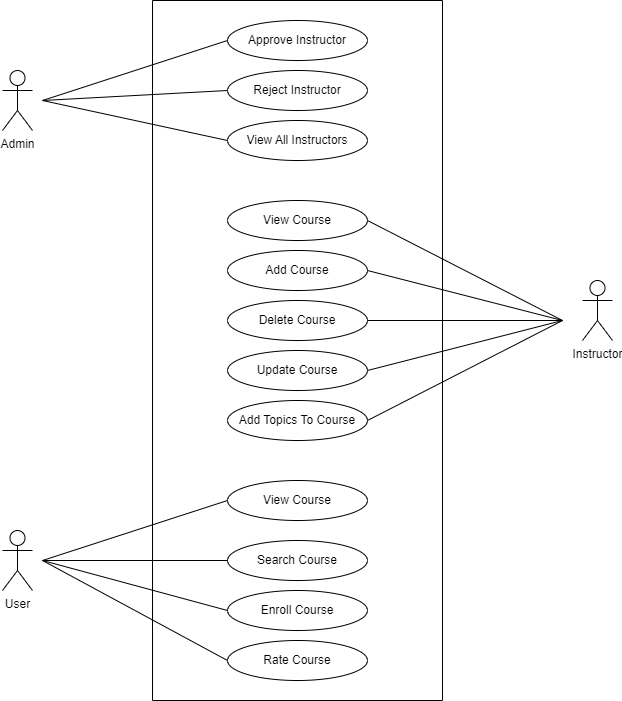 Approve Instructor
Reject Instructor
Admin
View All Instructors
View Course
Add Course
Delete Course
Instructor
Update Course
Add Topics To Course
View Course
Search Course
User
Enroll Course
Rate Course